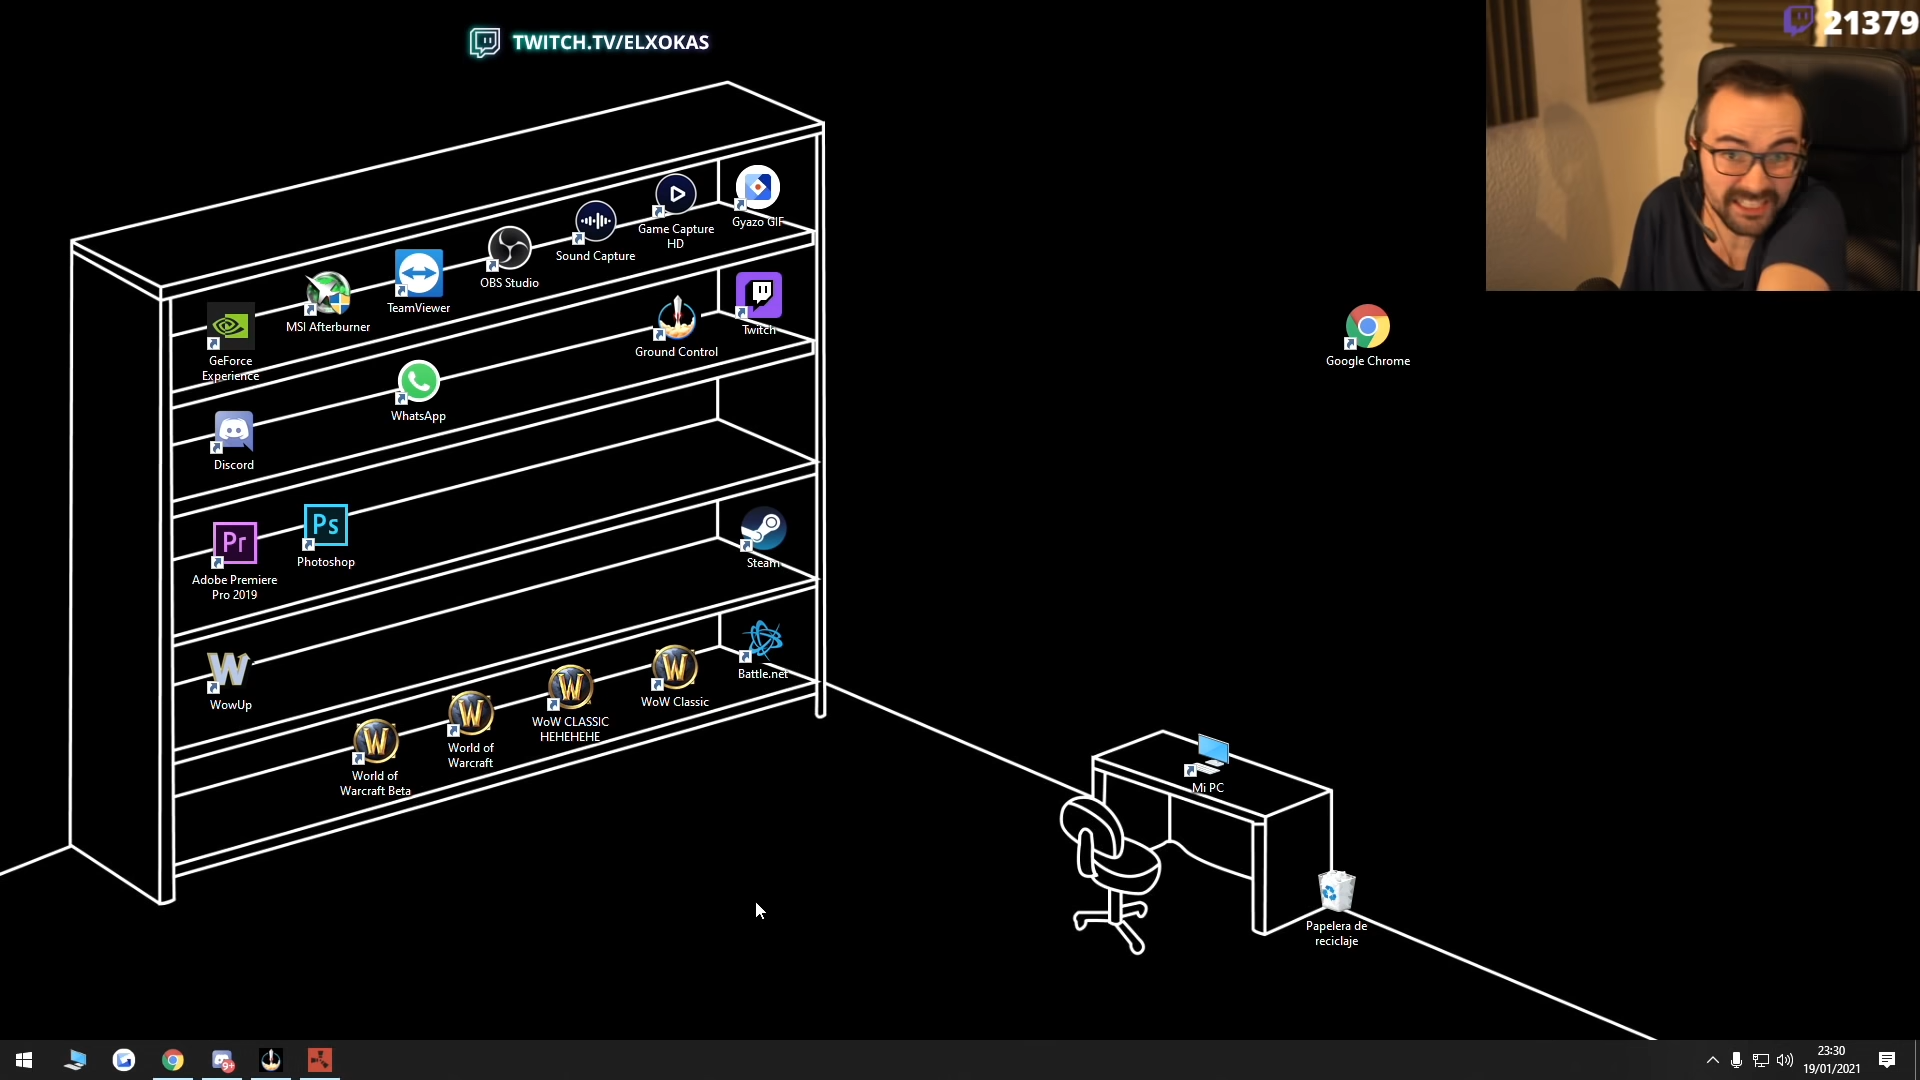 TWITCH.TV/ELXOKAS
21379
Gyazo GIF
Game Capture
HD
Sound Capture
OBS Studio
TeamViewer
MSI Afterburner
GeForce
Experience
Twitch
Ground Control
WhatsApp
Discord
Google Chrome
Ps
Photoshop
Pr
Adobe Premiere
Pro 2019
Steam
WowUp
Battle.net
WoW Classic
WoW CLASSIC
HEHEHEHE
World of
Warcraft
World of
Warcraft Beta
Mi PC
Papelera de
reciclaje
9+
23:30
19/01/2021